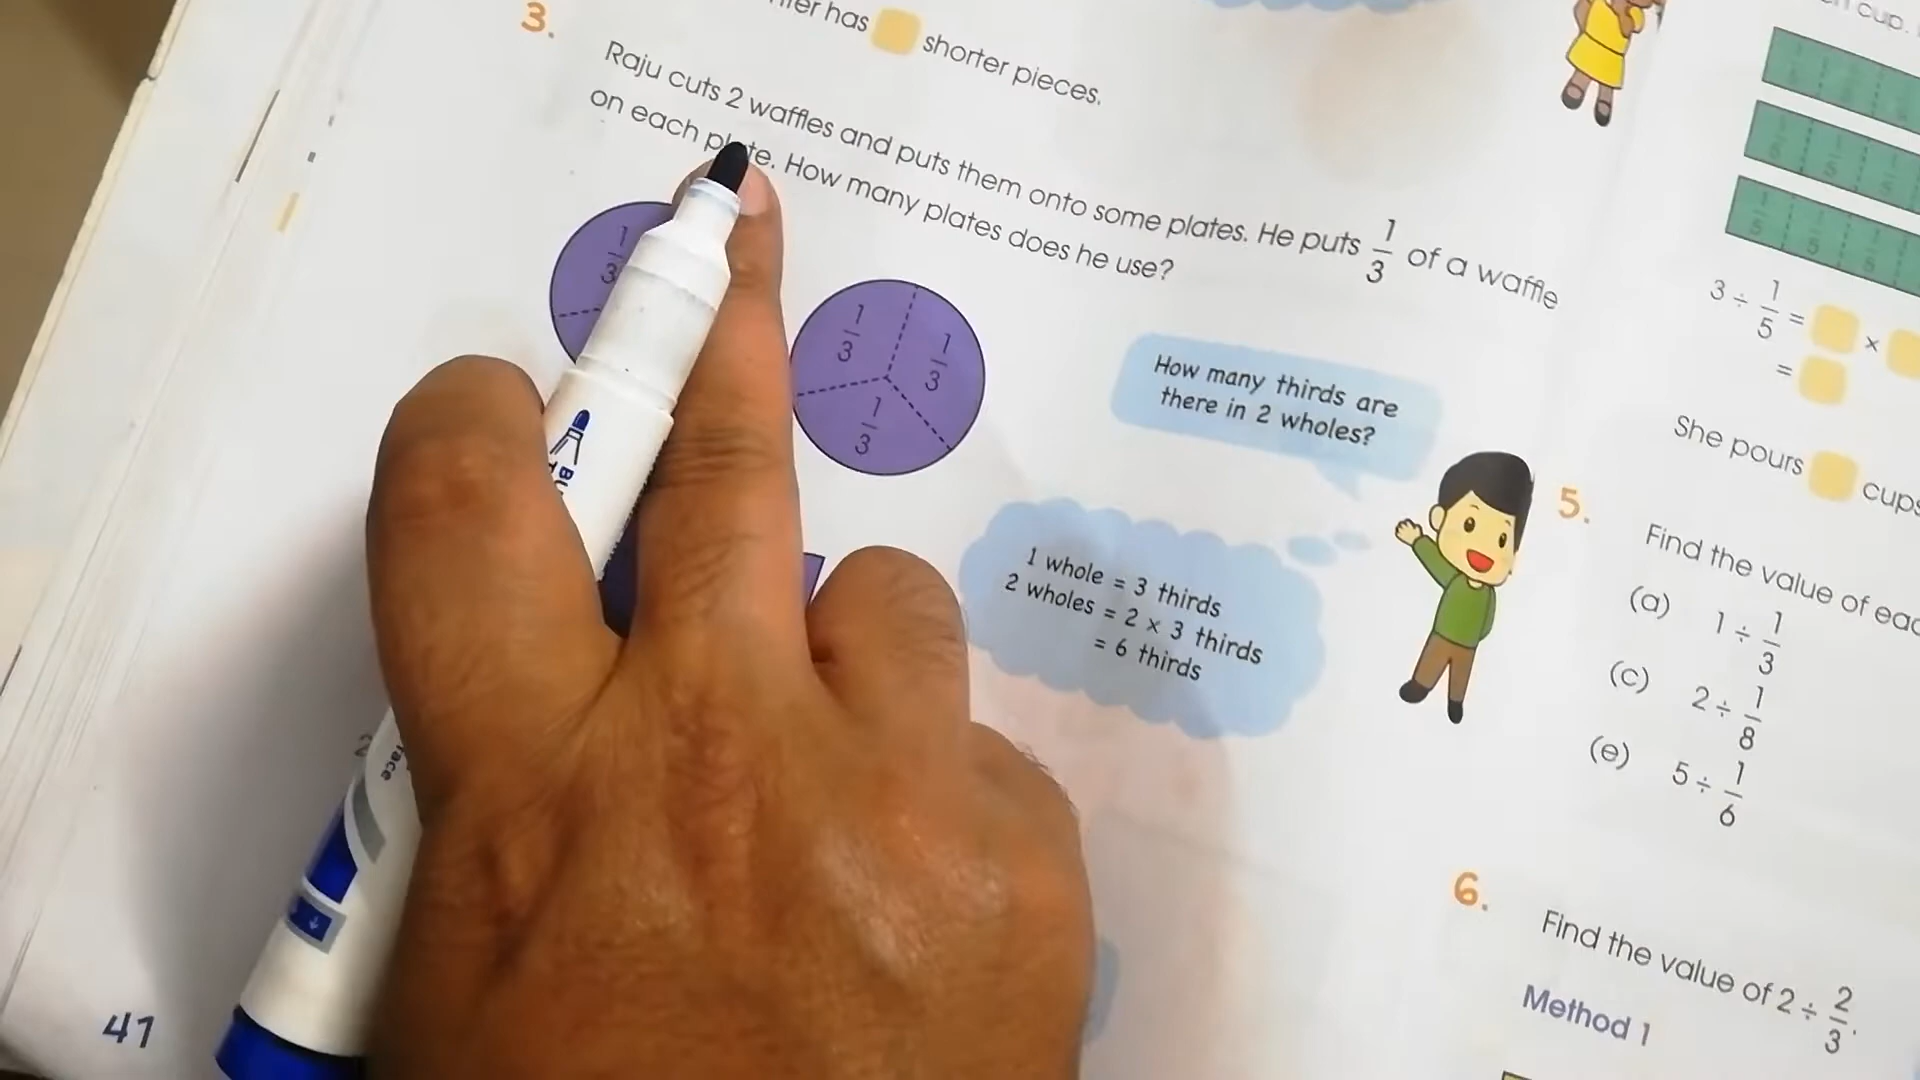 has shorter pieces.
3.
Raju cuts 2 waffles and puts them onto some plates. He puts 1/3 of a waffle
on each plate. How many plates does he use?
1/3
1/3
1/3
1/3
How many thirds are
there in 2 wholes?
1 whole = 3 thirds
2 wholes = 2 × 3 thirds
= 6 thirds
41
cup.
3 ÷ 1/5 = ×
=
She pours cups
5.
Find the value of
(a) 1 ÷ 1/3
(c) 2 ÷ 1/8
(e) 5 ÷ 1/6
6.
Find the value of 2 ÷ 2/3.
Method 1